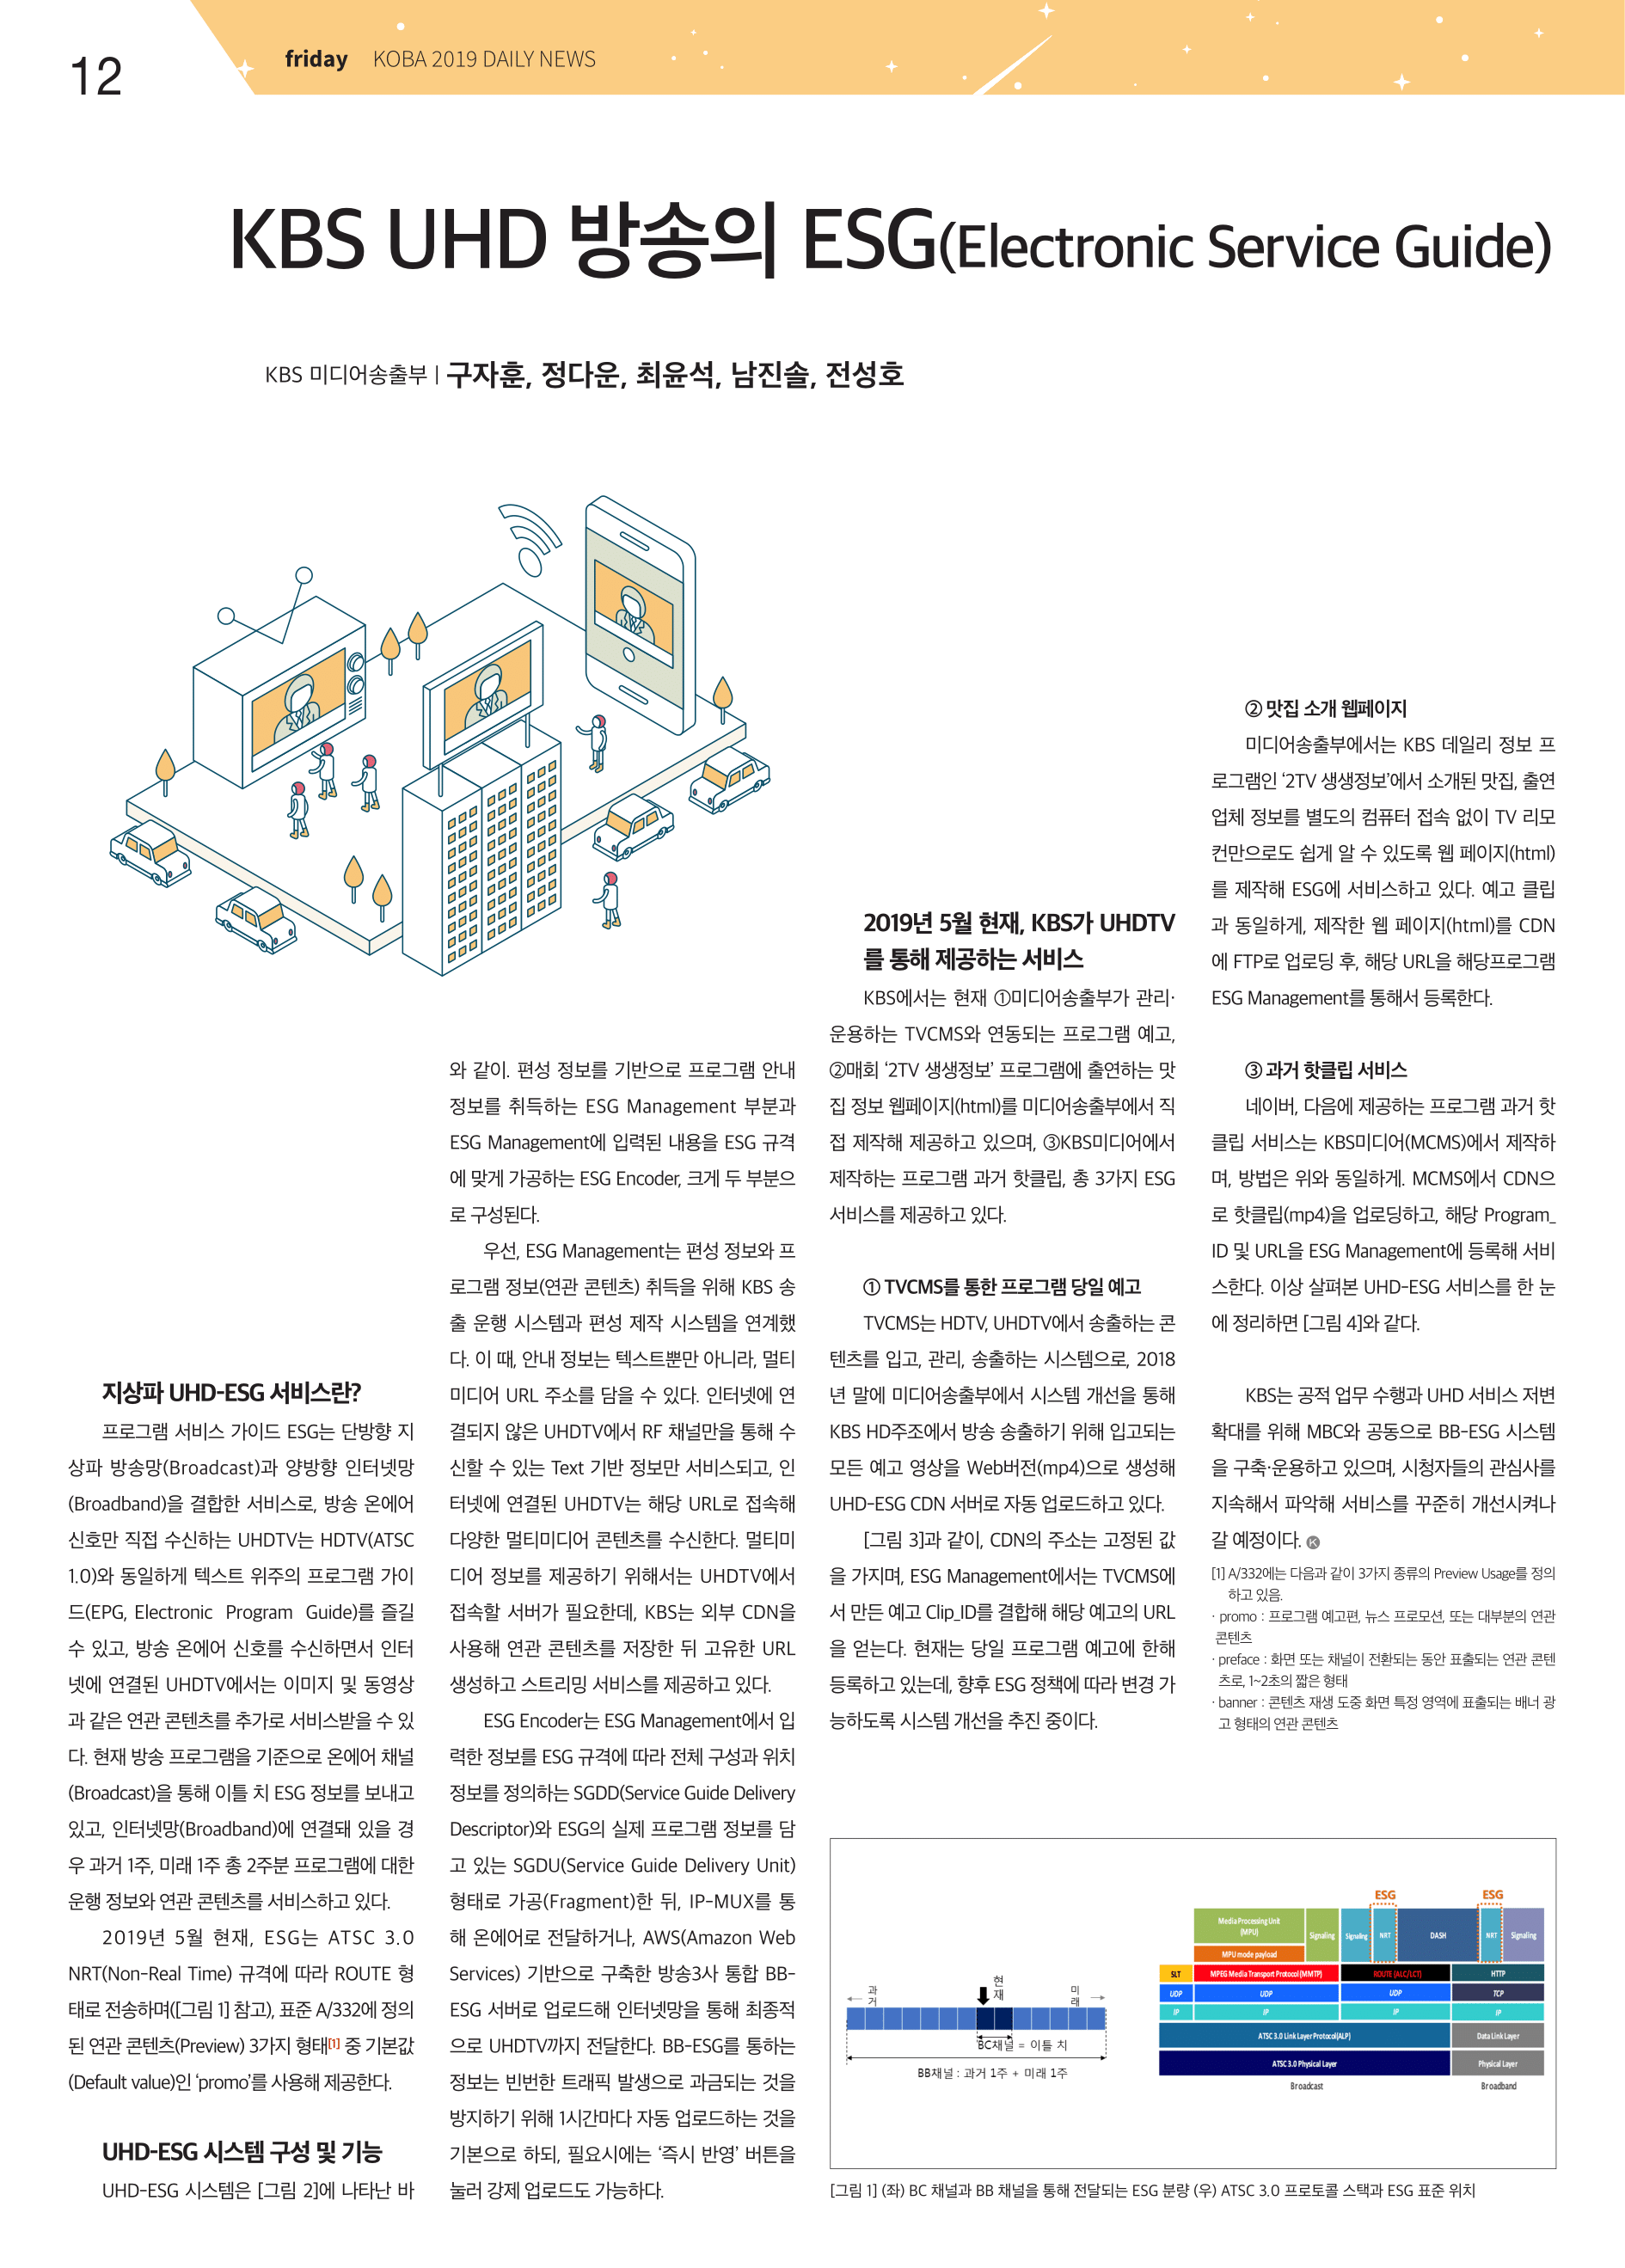 12
friday KOBA 2019 DAILY NEWS
KBS UHD 방송의 ESG(Electronic Service Guide)
KBS 미디어송출부 | 구자훈, 정다운, 최윤석, 남진솔, 전성호
지상파 UHD-ESG 서비스란?
프로그램 서비스 가이드 ESG는 단방향 지
상파 방송망(Broadcast)과 양방향 인터넷망
(Broadband)을 결합한 서비스로, 방송 온에어
신호만 직접 수신하는 UHDTV는 HDTV(ATSC
1.0)와 동일하게 텍스트 위주의 프로그램 가이
드(EPG, Electronic Program Guide)를 즐길
수 있고, 방송 온에어 신호를 수신하면서 인터
넷에 연결된 UHDTV에서는 이미지 및 동영상
과 같은 연관 콘텐츠를 추가로 서비스받을 수 있
다. 현재 방송 프로그램을 기준으로 온에어 채널
(Broadcast)을 통해 이틀 치 ESG 정보를 보내고
있고, 인터넷망(Broadband)에 연결돼 있을 경
우 과거 1주, 미래 1주 총 2주분 프로그램에 대한
운행 정보와 연관 콘텐츠를 서비스하고 있다.
2019년 5월 현재, ESG는 ATSC 3.0
NRT(Non-Real Time) 규격에 따라 ROUTE 형
태로 전송하며([그림 1] 참고), 표준 A/332에 정의
된 연관 콘텐츠(Preview) 3가지 형태[1] 중 기본값
(Default value)인 ‘promo’를 사용해 제공한다.
UHD-ESG 시스템 구성 및 기능
UHD-ESG 시스템은 [그림 2]에 나타난 바
와 같이. 편성 정보를 기반으로 프로그램 안내
정보를 취득하는 ESG Management 부분과
ESG Management에 입력된 내용을 ESG 규격
에 맞게 가공하는 ESG Encoder, 크게 두 부분으
로 구성된다.
우선, ESG Management는 편성 정보와 프
로그램 정보(연관 콘텐츠) 취득을 위해 KBS 송
출 운행 시스템과 편성 제작 시스템을 연계했
다. 이 때, 안내 정보는 텍스트뿐만 아니라, 멀티
미디어 URL 주소를 담을 수 있다. 인터넷에 연
결되지 않은 UHDTV에서 RF 채널만을 통해 수
신할 수 있는 Text 기반 정보만 서비스되고, 인
터넷에 연결된 UHDTV는 해당 URL로 접속해
다양한 멀티미디어 콘텐츠를 수신한다. 멀티미
디어 정보를 제공하기 위해서는 UHDTV에서
접속할 서버가 필요한데, KBS는 외부 CDN을
사용해 연관 콘텐츠를 저장한 뒤 고유한 URL
생성하고 스트리밍 서비스를 제공하고 있다.
ESG Encoder는 ESG Management에서 입
력한 정보를 ESG 규격에 따라 전체 구성과 위치
정보를 정의하는 SGDD(Service Guide Delivery
Descriptor)와 ESG의 실제 프로그램 정보를 담
고 있는 SGDU(Service Guide Delivery Unit)
형태로 가공(Fragment)한 뒤, IP-MUX를 통
해 온에어로 전달하거나, AWS(Amazon Web
Services) 기반으로 구축한 방송3사 통합 BB-
ESG 서버로 업로드해 인터넷망을 통해 최종적
으로 UHDTV까지 전달한다. BB-ESG를 통하는
정보는 빈번한 트래픽 발생으로 과금되는 것을
방지하기 위해 1시간마다 자동 업로드하는 것을
기본으로 하되, 필요시에는 ‘즉시 반영’ 버튼을
눌러 강제 업로드도 가능하다.
2019년 5월 현재, KBS가 UHDTV
를 통해 제공하는 서비스
KBS에서는 현재 ①미디어송출부가 관리·
운용하는 TVCMS와 연동되는 프로그램 예고,
②매회 ‘2TV 생생정보’ 프로그램에 출연하는 맛
집 정보 웹페이지(html)를 미디어송출부에서 직
접 제작해 제공하고 있으며, ③KBS미디어에서
제작하는 프로그램 과거 핫클립, 총 3가지 ESG
서비스를 제공하고 있다.
① TVCMS를 통한 프로그램 당일 예고
TVCMS는 HDTV, UHDTV에서 송출하는 콘
텐츠를 입고, 관리, 송출하는 시스템으로, 2018
년 말에 미디어송출부에서 시스템 개선을 통해
KBS HD주조에서 방송 송출하기 위해 입고되는
모든 예고 영상을 Web버전(mp4)으로 생성해
UHD-ESG CDN 서버로 자동 업로드하고 있다.
[그림 3]과 같이, CDN의 주소는 고정된 값
을 가지며, ESG Management에서는 TVCMS에
서 만든 예고 Clip_ID를 결합해 해당 예고의 URL
을 얻는다. 현재는 당일 프로그램 예고에 한해
등록하고 있는데, 향후 ESG 정책에 따라 변경 가
능하도록 시스템 개선을 추진 중이다.
② 맛집 소개 웹페이지
미디어송출부에서는 KBS 데일리 정보 프
로그램인 ‘2TV 생생정보’에서 소개된 맛집, 출연
업체 정보를 별도의 컴퓨터 접속 없이 TV 리모
컨만으로도 쉽게 알 수 있도록 웹 페이지(html)
를 제작해 ESG에 서비스하고 있다. 예고 클립
과 동일하게, 제작한 웹 페이지(html)를 CDN
에 FTP로 업로딩 후, 해당 URL을 해당프로그램
ESG Management를 통해서 등록한다.
③ 과거 핫클립 서비스
네이버, 다음에 제공하는 프로그램 과거 핫
클립 서비스는 KBS미디어(MCMS)에서 제작하
며, 방법은 위와 동일하게. MCMS에서 CDN으
로 핫클립(mp4)을 업로딩하고, 해당 Program_
ID 및 URL을 ESG Management에 등록해 서비
스한다. 이상 살펴본 UHD-ESG 서비스를 한 눈
에 정리하면 [그림 4]와 같다.
KBS는 공적 업무 수행과 UHD 서비스 저변
확대를 위해 MBC와 공동으로 BB-ESG 시스템
을 구축·운용하고 있으며, 시청자들의 관심사를
지속해서 파악해 서비스를 꾸준히 개선시켜나
갈 예정이다. K
[1] A/332에는 다음과 같이 3가지 종류의 Preview Usage를 정의
하고 있음.
· promo : 프로그램 예고편, 뉴스 프로모션, 또는 대부분의 연관
콘텐츠
· preface : 화면 또는 채널이 전환되는 동안 표출되는 연관 콘텐
츠로, 1~2초의 짧은 형태
· banner : 콘텐츠 재생 도중 화면 특정 영역에 표출되는 배너 광
고 형태의 연관 콘텐츠
과거 현재 미래
BC채널 = 이틀 치
BB채널 : 과거 1주 + 미래 1주
ESG ESG
Media Processing Unit
(MPU) Signaling Signaling NRT DASH NRT Signaling
MPU mode payload
SLT MPEG Media Transport Protocol (MMTP) ROUTE (ALC/LCT) HTTP
UDP UDP UDP TCP
IP IP IP IP
ATSC 3.0 Link Layer Protocol(ALP) Data Link Layer
ATSC 3.0 Physical Layer Physical Layer
Broadcast Broadband
[그림 1] (좌) BC 채널과 BB 채널을 통해 전달되는 ESG 분량 (우) ATSC 3.0 프로토콜 스택과 ESG 표준 위치